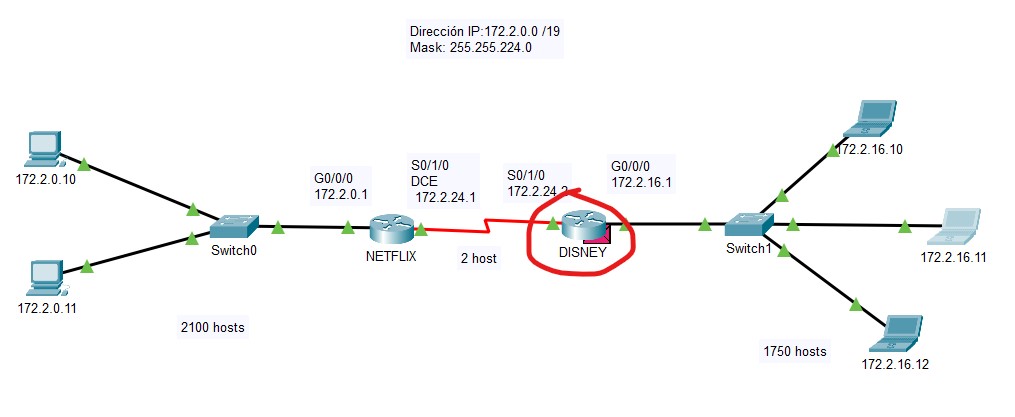 Dirección IP:172.2.0.0 /19
Mask: 255.255.224.0
172.2.0.10
172.2.16.10
G0/0/0
172.2.0.1
S0/1/0
DCE
172.2.24.1
S0/1/0
172.2.24.2
G0/0/0
172.2.16.1
Switch0
NETFLIX
2 host
DISNEY
Switch1
172.2.16.11
172.2.0.11
2100 hosts
1750 hosts
172.2.16.12